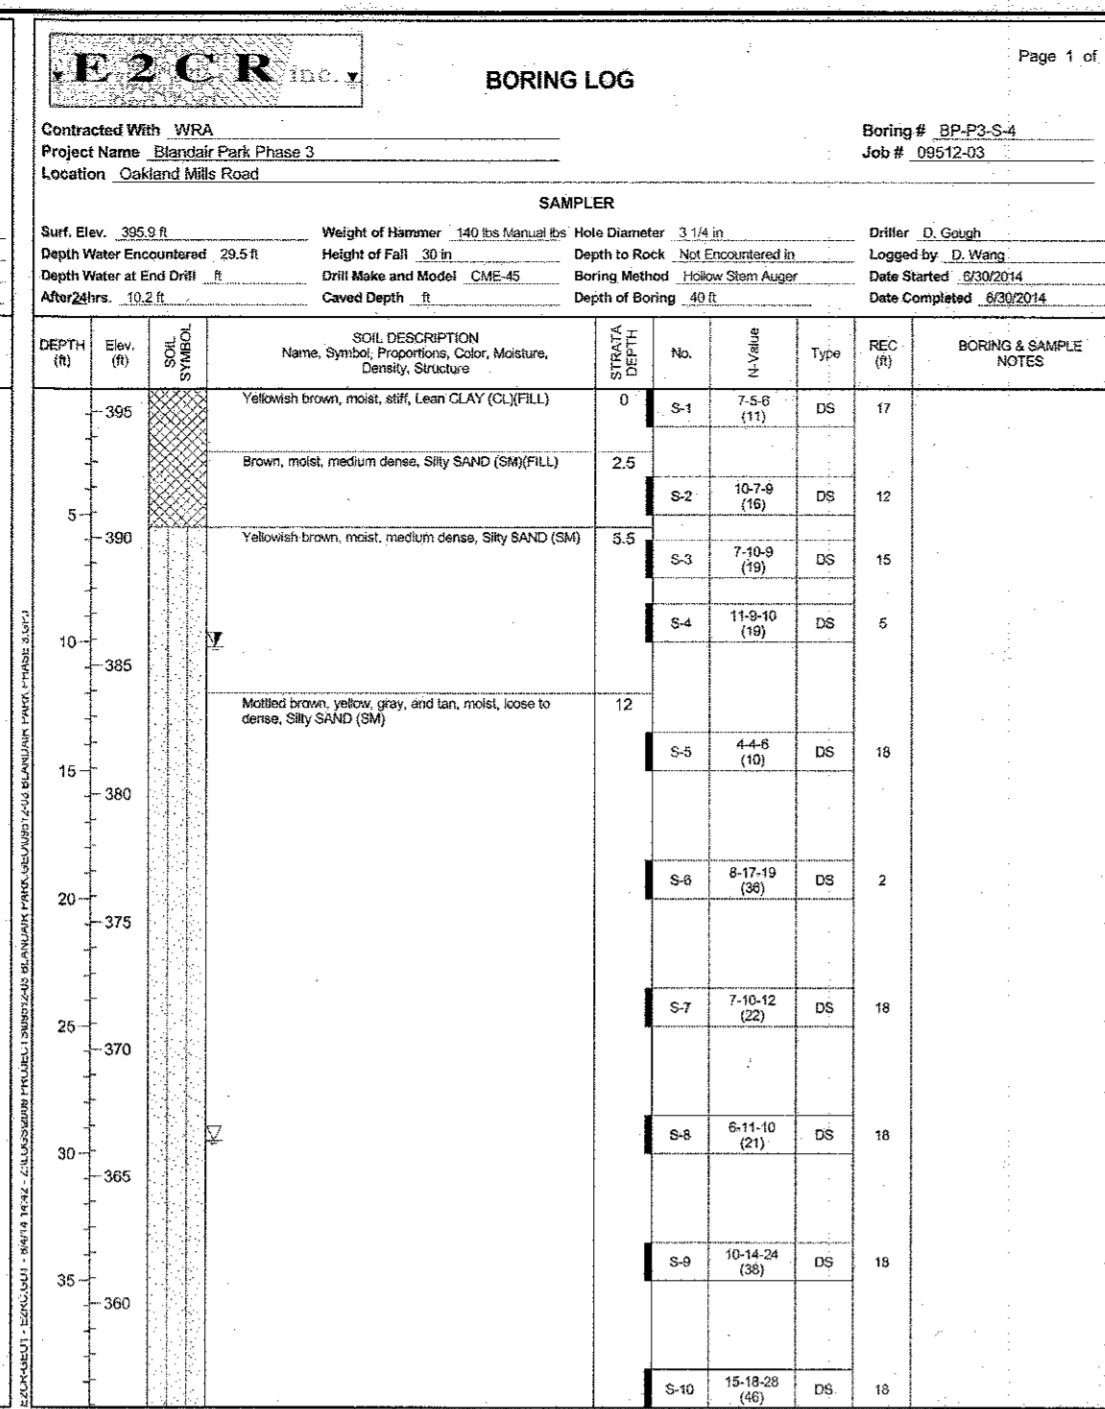 E2CR inc.
Page 1 of
BORING LOG
Contracted With WRA
Boring # BP-P3-S-4
Project Name Blandair Park Phase 3
Job # 09512-03
Location Oakland Mills Road
SAMPLER
Surf. Elev. 395.9 ft Weight of Hammer 140 lbs Manual lbs Hole Diameter 3 1/4 in Driller D. Gough
Depth Water Encountered 29.5 ft Height of Fall 30 in Depth to Rock Not Encountered in Logged by D. Wang
Depth Water at End Drill ft Drill Make and Model CME-45 Boring Method Hollow Stem Auger Date Started 6/30/2014
After 24hrs. 10.2 ft Caved Depth ft Depth of Boring 40 ft Date Completed 6/30/2014
DEPTH (ft) Elev. (ft) SOIL SYMBOL SOIL DESCRIPTION STRATA DEPTH No. N-Value Type REC (ft) BORING & SAMPLE NOTES
Name, Symbol, Proportions, Color, Moisture,
Density, Structure
Yellowish brown, moist, stiff, Lean CLAY (CL)(FILL) 0
395 S-1 7-5-6 (11) DS 17
Brown, moist, medium dense, Silty SAND (SM)(FILL) 2.5
S-2 10-7-9 (16) DS 12
5
390 Yellowish brown, moist, medium dense, Silty SAND (SM) 5.5
S-3 7-10-9 (19) DS 15
S-4 11-9-10 (19) DS 5
10
385
Mottled brown, yellow, gray, and tan, moist, loose to 12
dense, Silty SAND (SM)
S-5 4-4-6 (10) DS 18
15
380
S-6 8-17-19 (36) DS 2
20
375
S-7 7-10-12 (22) DS 18
25
370
S-8 6-11-10 (21) DS 18
30
365
S-9 10-14-24 (38) DS 18
35
360
S-10 15-18-28 (46) DS 18